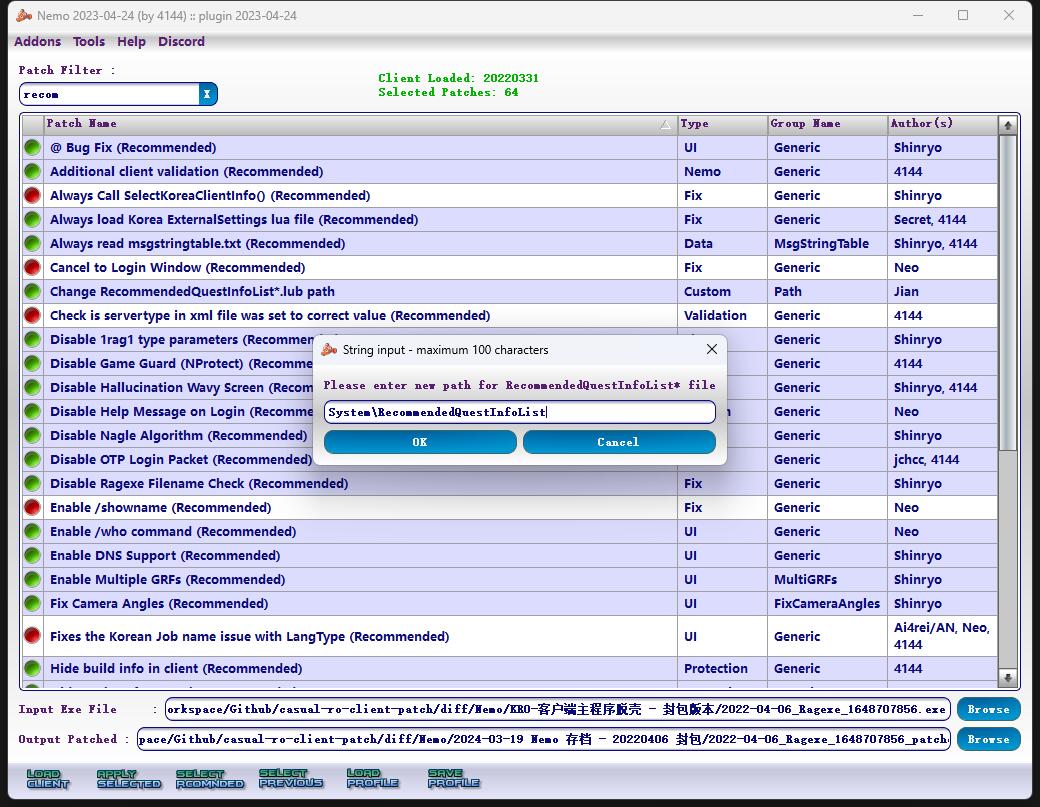 Nemo 2023-04-24 (by 4144) :: plugin 2023-04-24
Addons Tools Help Discord
Patch Filter :
recom X
Client Loaded: 20220331
Selected Patches: 64
Patch Name Type Group Name Author(s)
@ Bug Fix (Recommended) UI Generic Shinryo
Additional client validation (Recommended) Nemo Generic 4144
Always Call SelectKoreaClientInfo() (Recommended) Fix Generic Shinryo
Always load Korea ExternalSettings lua file (Recommended) Fix Generic Secret, 4144
Always read msgstringtable.txt (Recommended) Data MsgStringTable Shinryo, 4144
Cancel to Login Window (Recommended) Fix Generic Neo
Change RecommendedQuestInfoList*.lub path Custom Path Jian
Check is servertype in xml file was set to correct value (Recommended) Validation Generic 4144
Disable 1rag1 type parameters (Recommen Generic Shinryo
Disable Game Guard (NProtect) (Recomme Generic 4144
Disable Hallucination Wavy Screen (Recom Generic Shinryo, 4144
Disable Help Message on Login (Recomme Generic Neo
Disable Nagle Algorithm (Recommended) Generic Shinryo
Disable OTP Login Packet (Recommended) Generic jchcc, 4144
String input - maximum 100 characters
Please enter new path for RecommendedQuestInfoList* file
System\RecommendedQuestInfoList
OK Cancel
Disable Ragexe Filename Check (Recommended) Fix Generic Shinryo
Enable /showname (Recommended) Fix Generic Neo
Enable /who command (Recommended) UI Generic Neo
Enable DNS Support (Recommended) UI Generic Shinryo
Enable Multiple GRFs (Recommended) UI MultiGRFs Shinryo
Fix Camera Angles (Recommended) UI FixCameraAngles Shinryo
Fixes the Korean Job name issue with LangType (Recommended) UI Generic Ai4rei/AN, Neo,
4144
Hide build info in client (Recommended) Protection Generic 4144
Input Exe File : orkspace/Github/casual-ro-client-patch/diff/Nemo/KRO-客户端主程序脱壳 - 封包版本/2022-04-06_Ragexe_1648707856.exe Browse
Output Patched : pace/Github/casual-ro-client-patch/diff/Nemo/2024-03-19 Nemo 存档 - 20220406 封包/2022-04-06_Ragexe_1648707856_patche Browse
LOAD CLIENT APPLY SELECTED SELECT RCOMNDED SELECT PREVIOUS LOAD PROFILE SAVE PROFILE